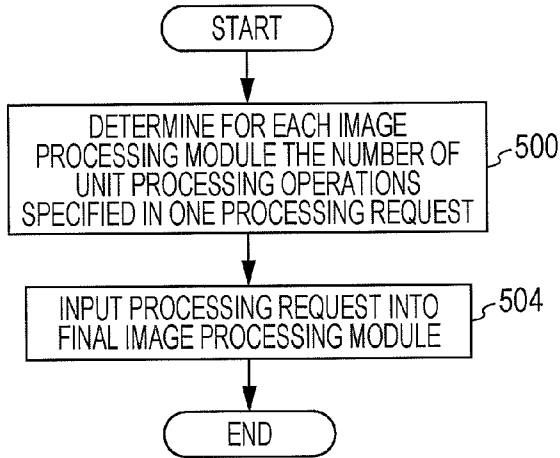 START
DETERMINE FOR EACH IMAGE
PROCESSING MODULE THE NUMBER OF
UNIT PROCESSING OPERATIONS
SPECIFIED IN ONE PROCESSING REQUEST
500
INPUT PROCESSING REQUEST INTO
FINAL IMAGE PROCESSING MODULE
504
END